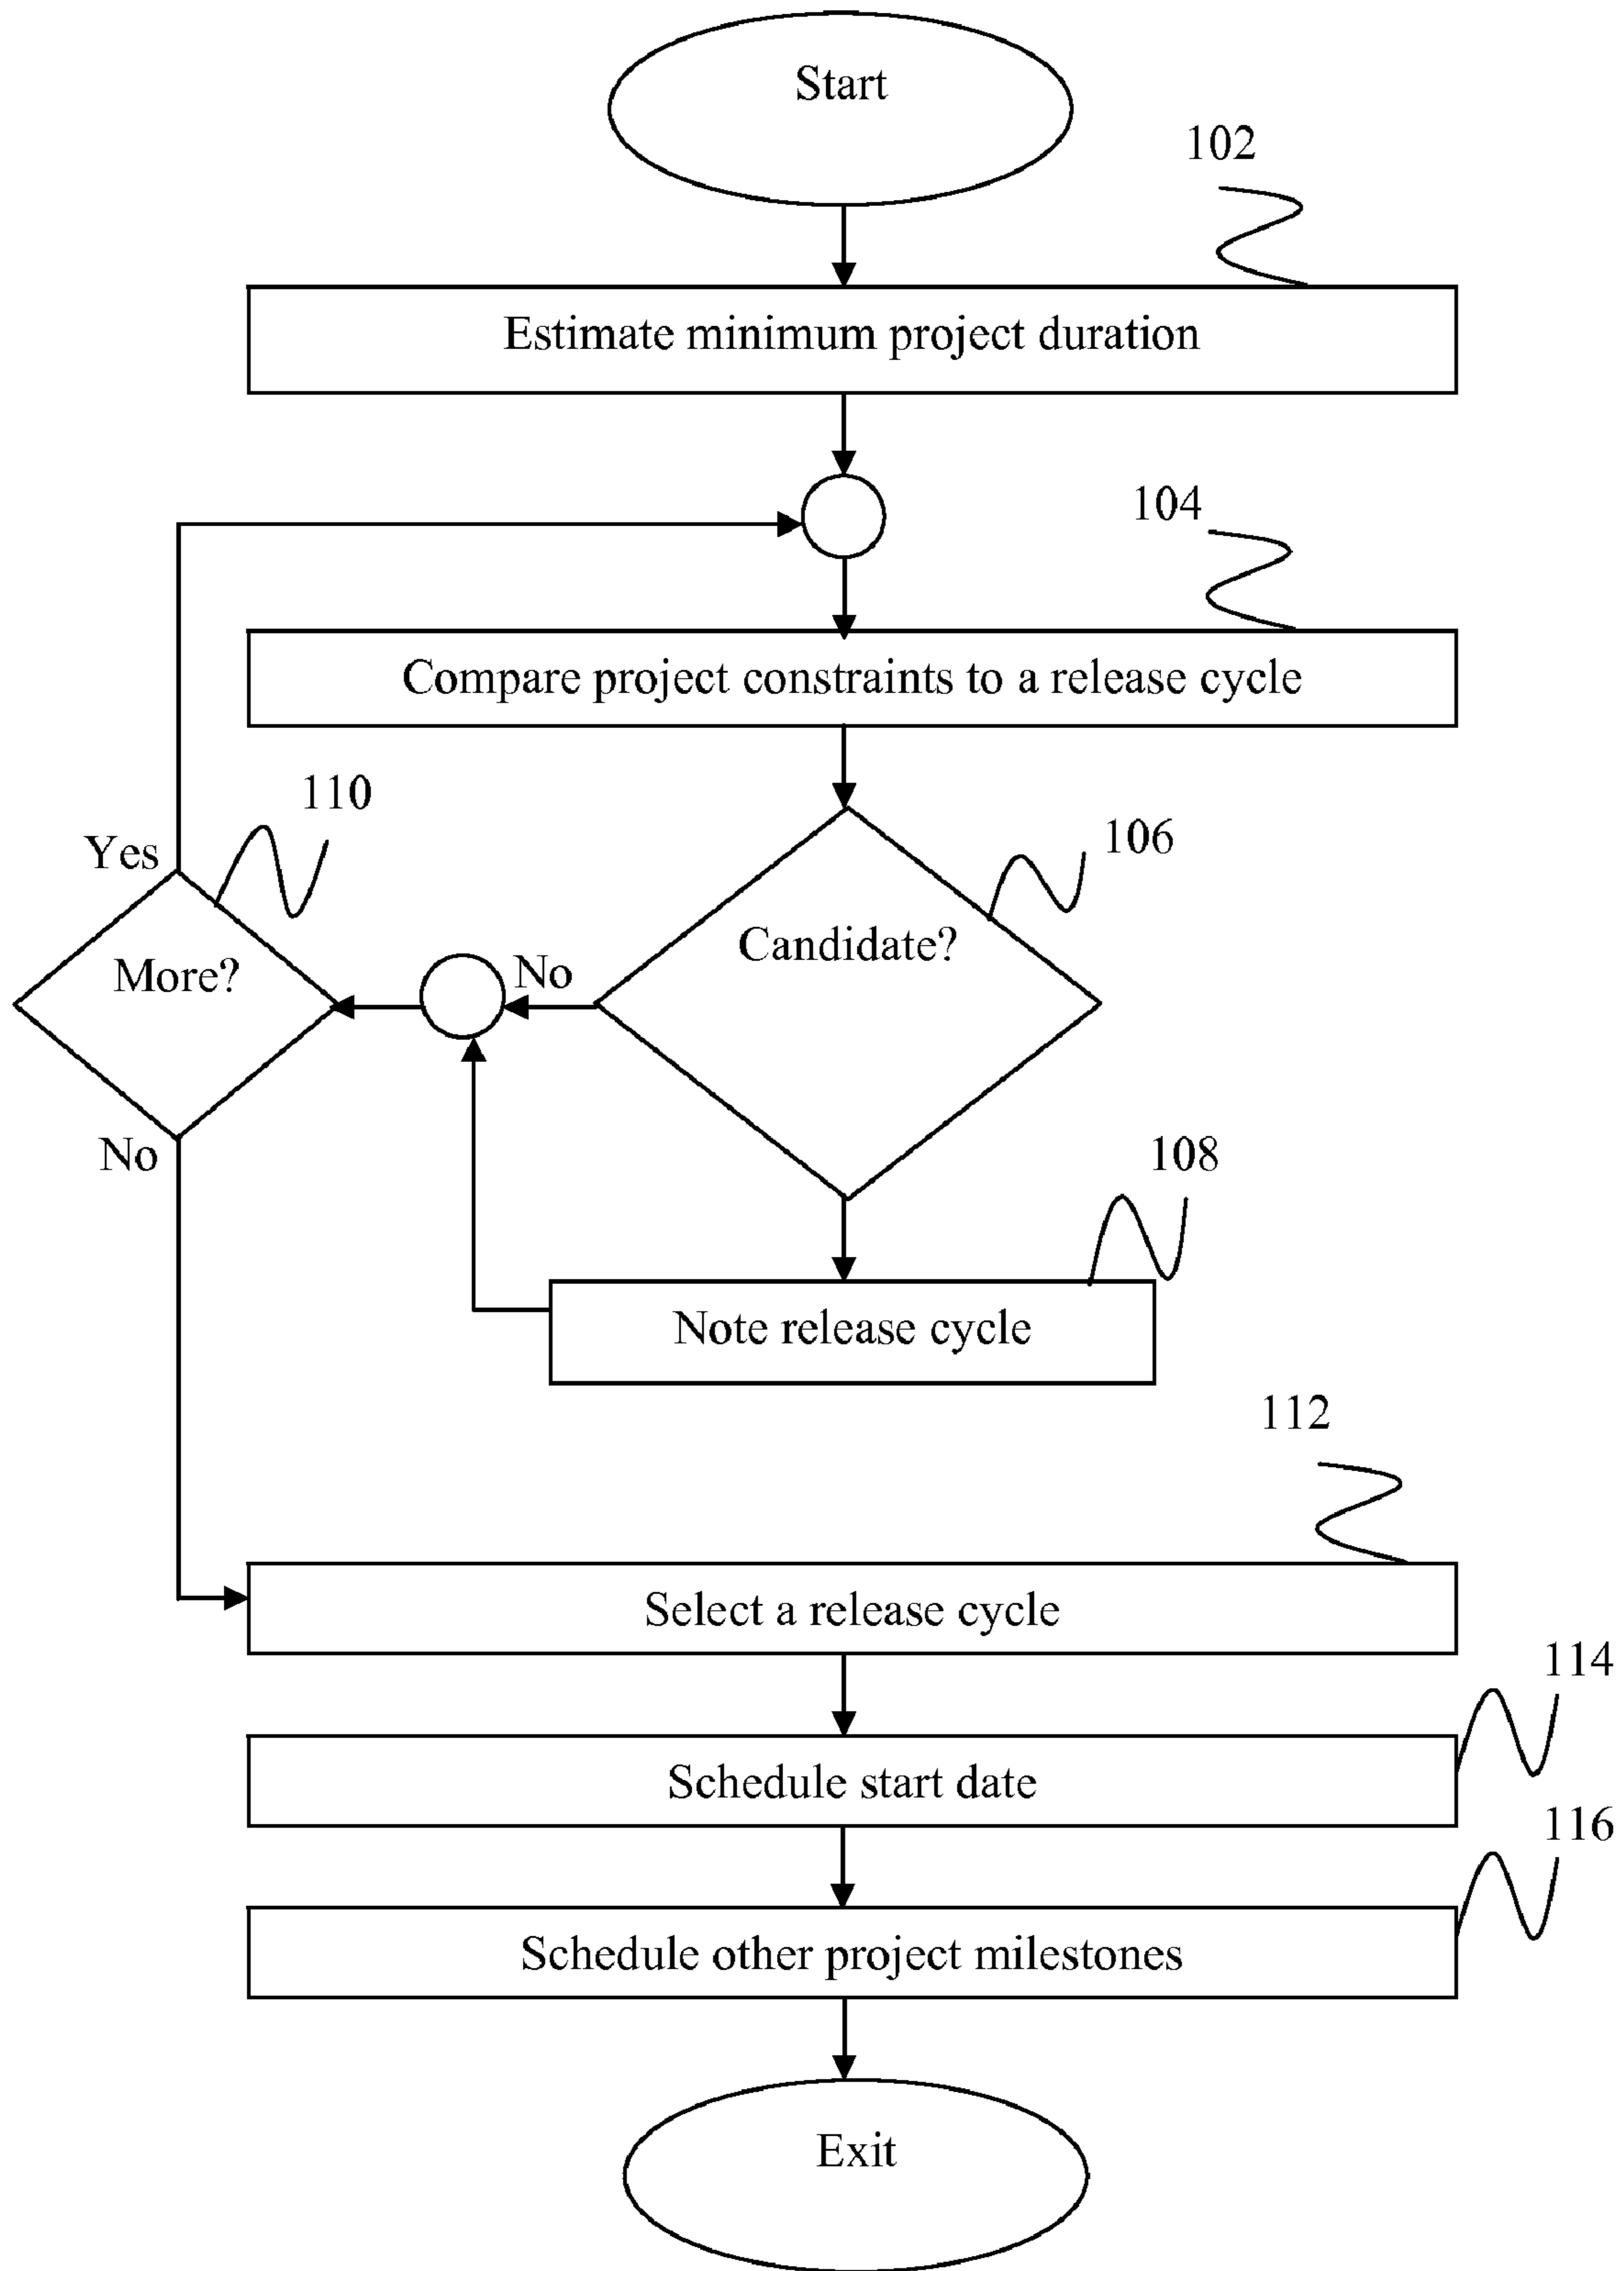 Start
102
Estimate minimum project duration
104
Compare project constraints to a release cycle
110
Yes
106
More?
No
Candidate?
No
108
Note release cycle
112
Select a release cycle
114
Schedule start date
116
Schedule other project milestones
Exit